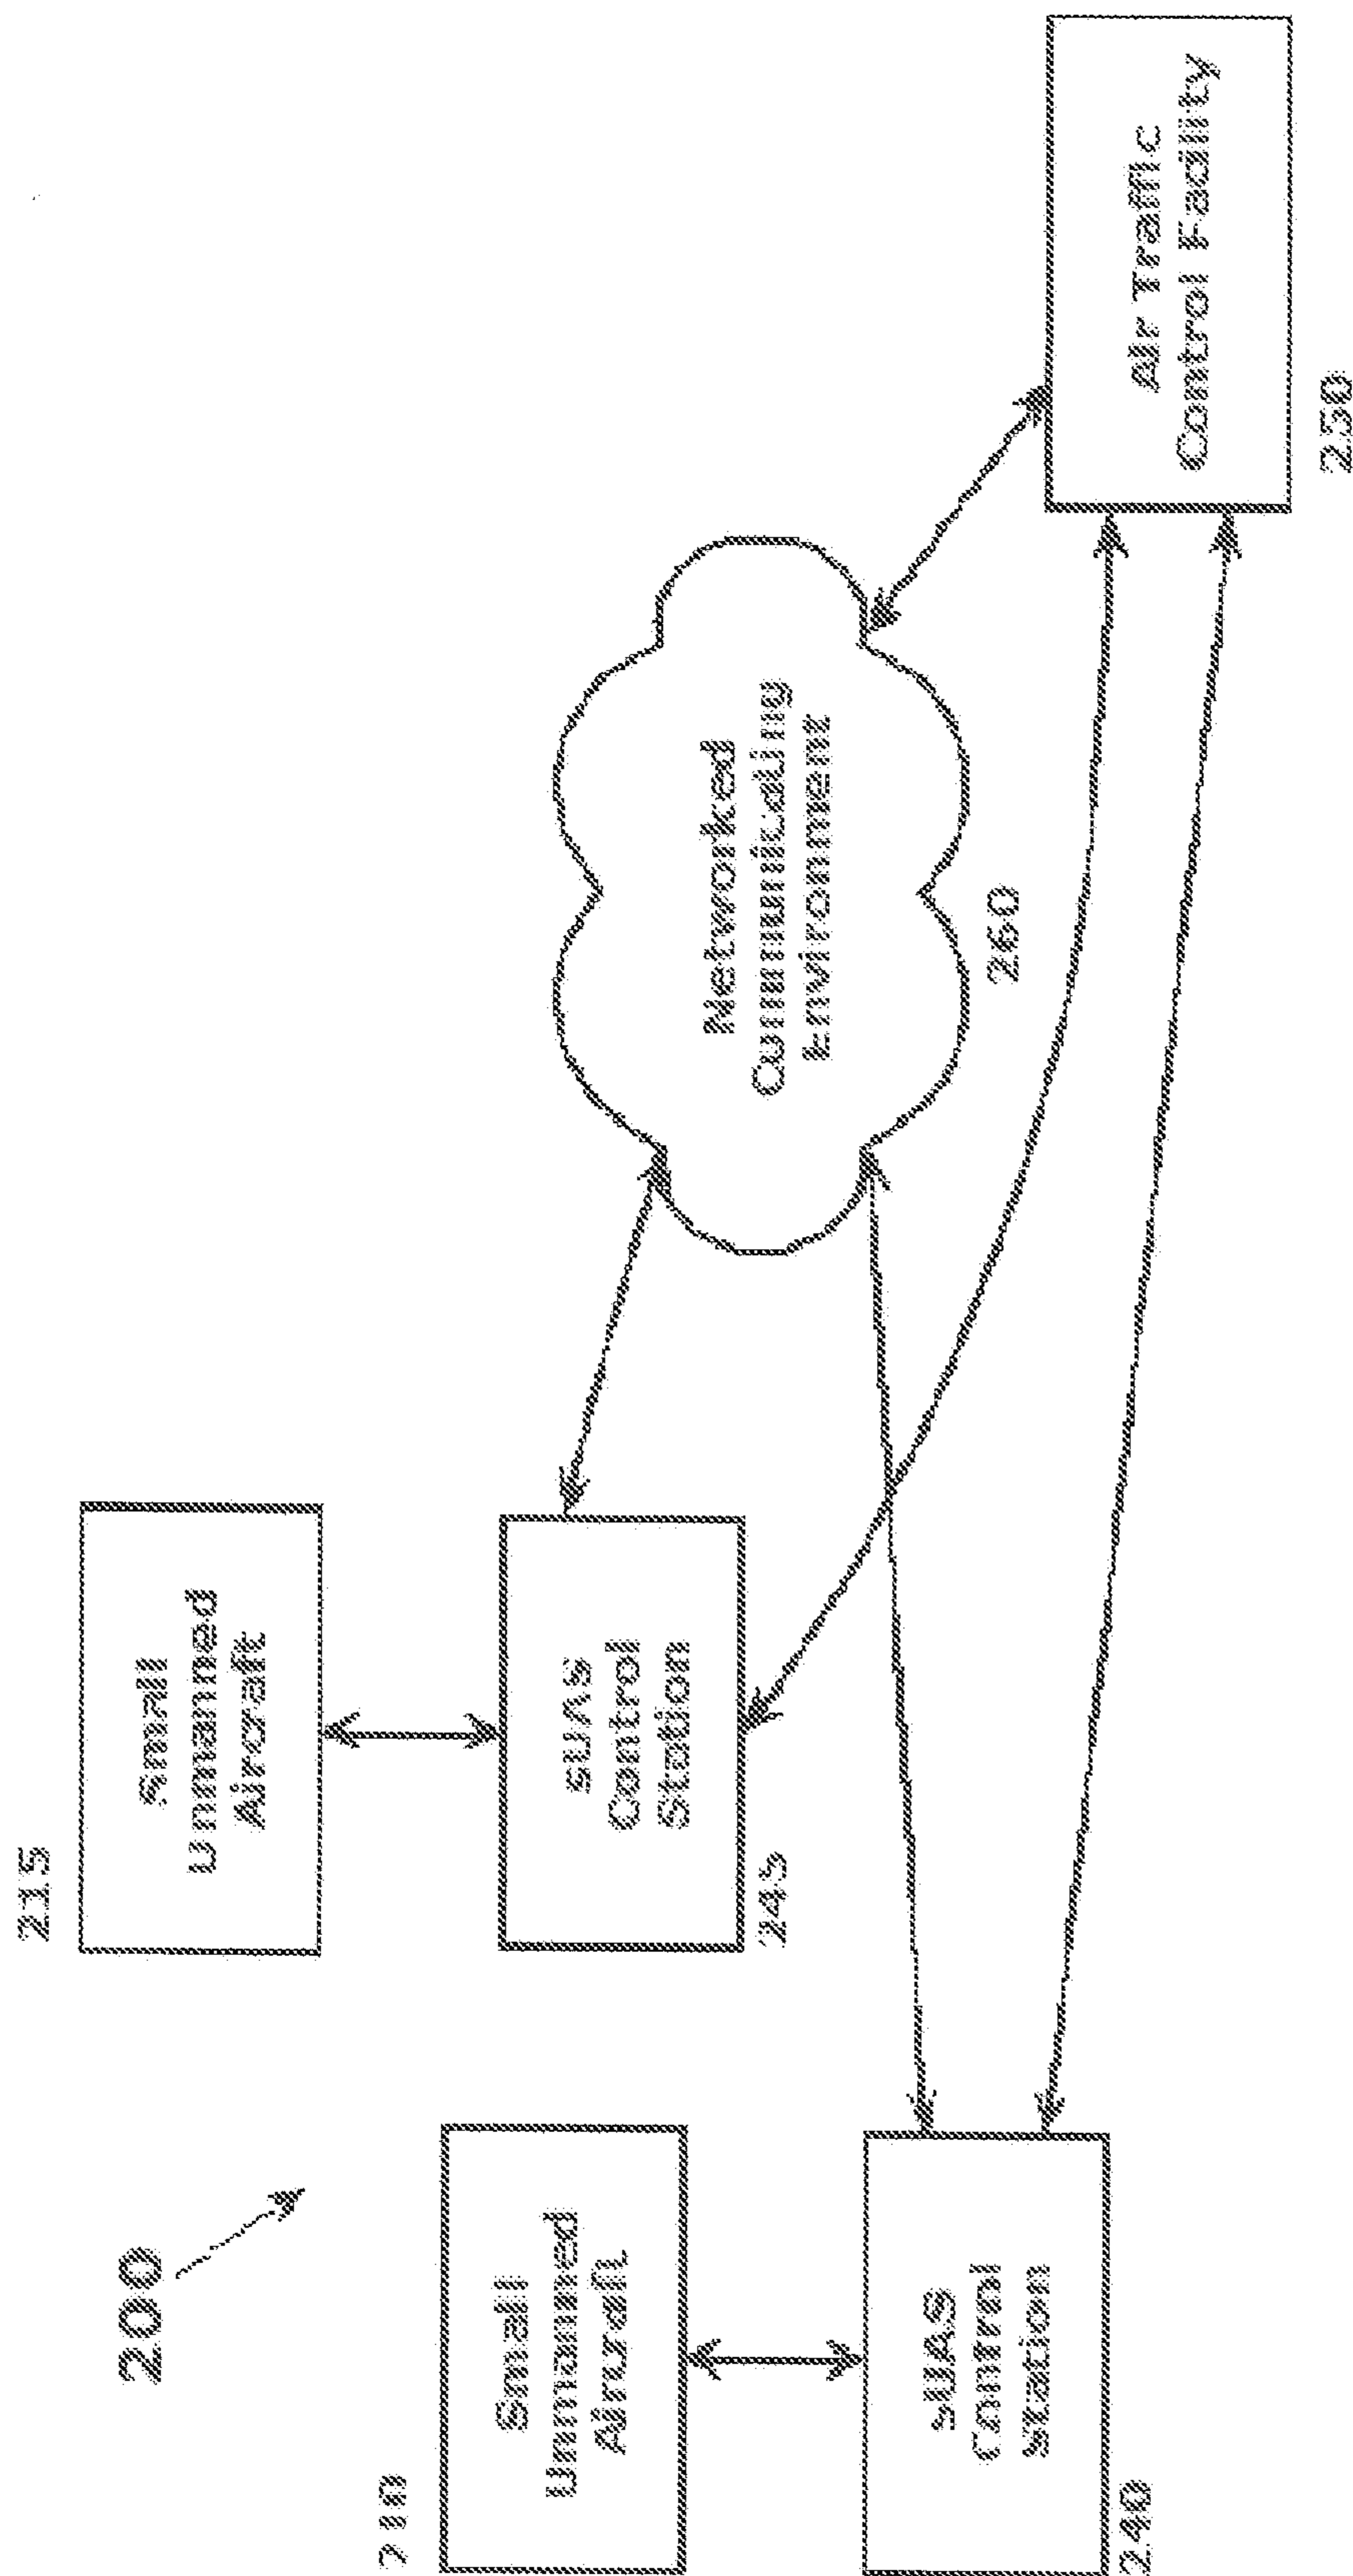 200
215
Small
Unmanned
Aircraft
210
Small
Unmanned
Aircraft
sUAS
Control
Station
245
sUAS
Control
Station
240
Networked
Communicating
Environment
260
Air Traffic
Control Facility
250